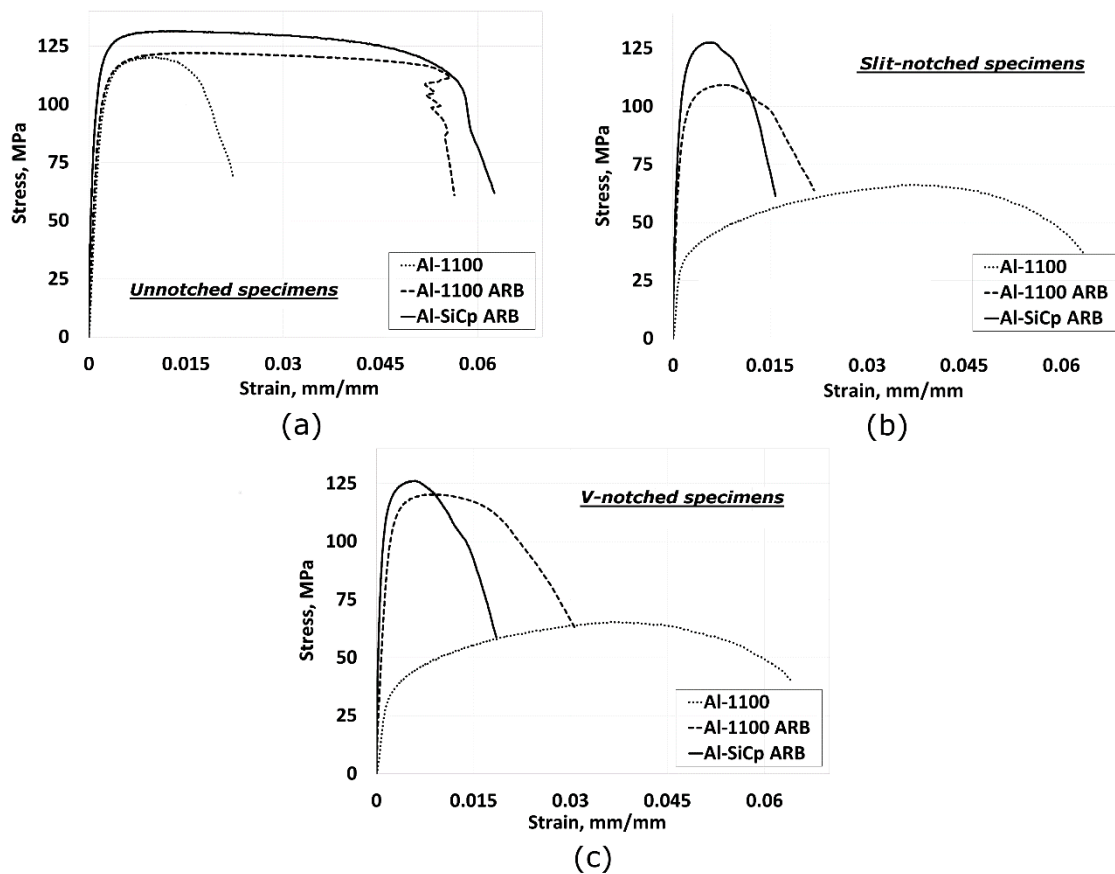 125
100
75
50
25
0
Stress, MPa
Unnotched specimens
Al-1100
Al-1100 ARB
Al-SiCp ARB
0 0.015 0.03 0.045 0.06
Strain, mm/mm
(a)
125
100
75
50
25
0
Stress, MPa
Slit-notched specimens
Al-1100
Al-1100 ARB
Al-SiCp ARB
0 0.015 0.03 0.045 0.06
Strain, mm/mm
(b)
125
100
75
50
25
0
Stress, MPa
V-notched specimens
Al-1100
Al-1100 ARB
Al-SiCp ARB
0 0.015 0.03 0.045 0.06
Strain, mm/mm
(c)